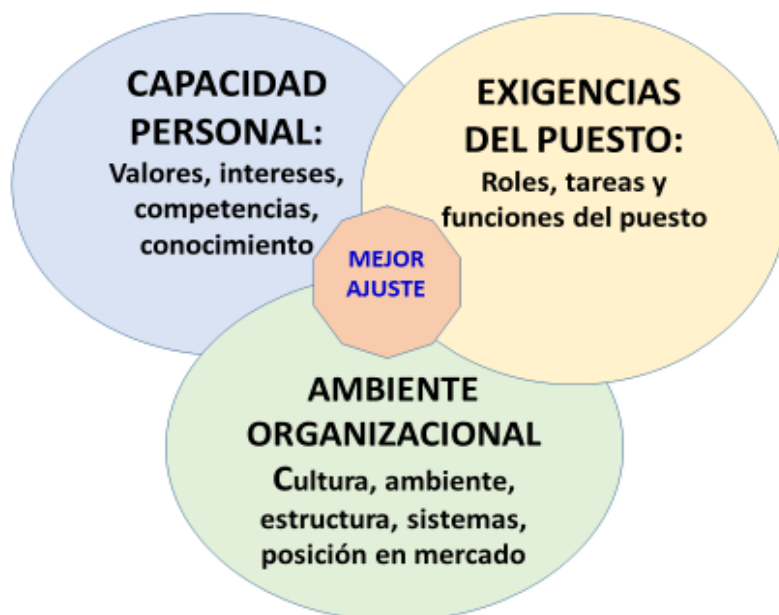 CAPACIDAD
PERSONAL:
Valores, intereses,
competencias,
conocimiento
EXIGENCIAS
DEL PUESTO:
Roles, tareas y
funciones del puesto
MEJOR
AJUSTE
AMBIENTE
ORGANIZACIONAL
Cultura, ambiente,
estructura, sistemas,
posición en mercado